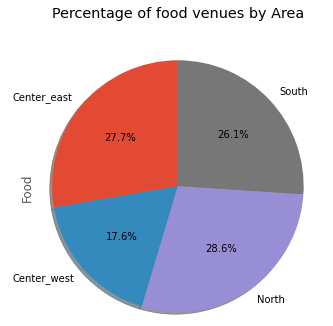 Percentage of food venues by Area
Center_east
South
27.7%
26.1%
Food
17.6%
28.6%
Center_west
North